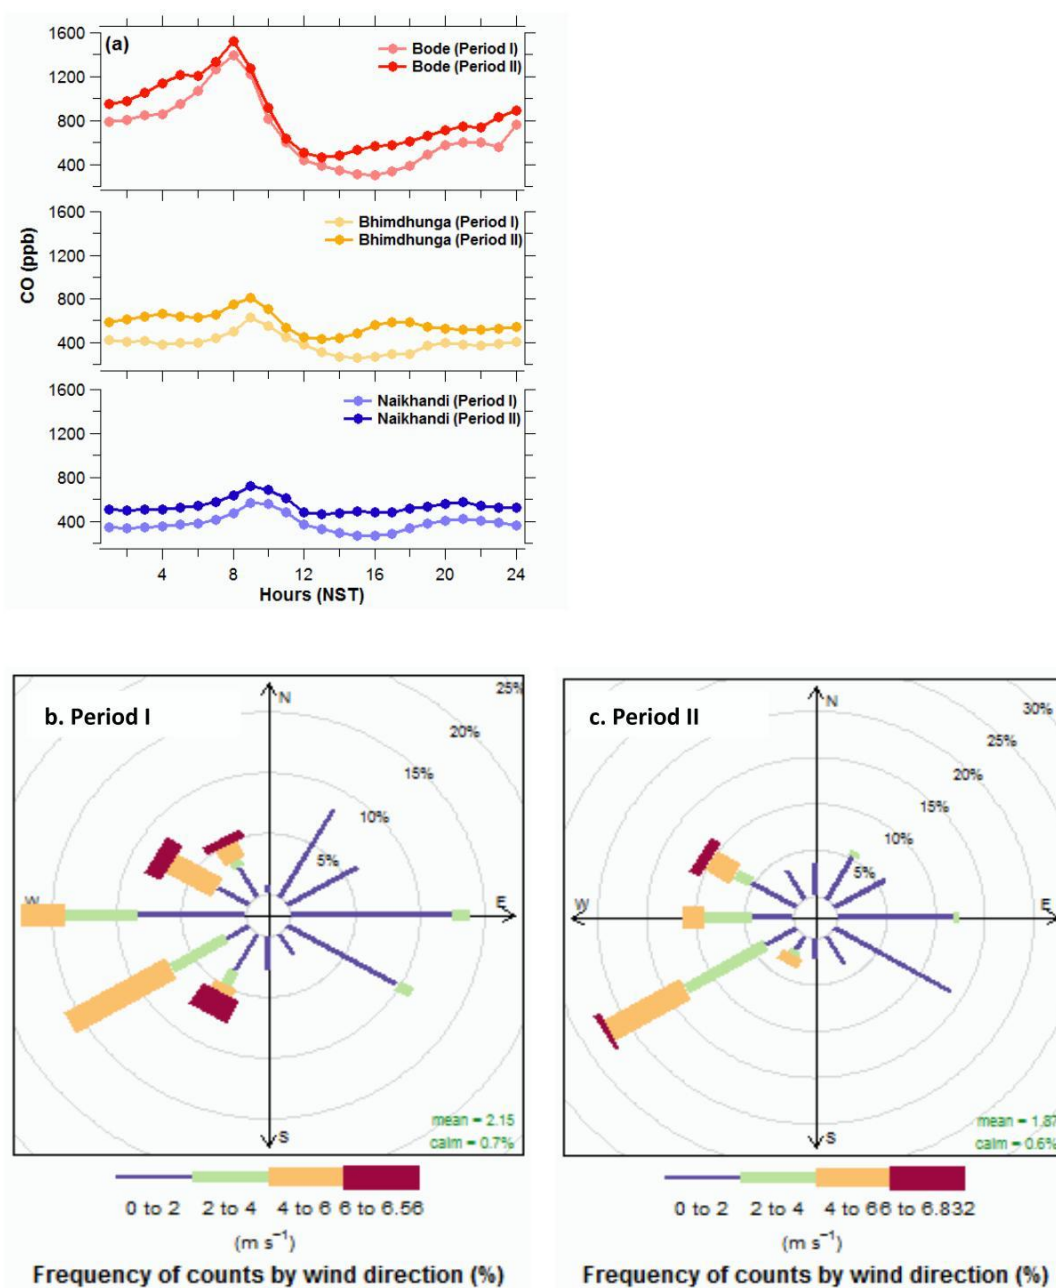 (a)
Bode (Period I)
Bode (Period II)
1600
1200
800
400
Bhimdhunga (Period I)
Bhimdhunga (Period II)
1600
1200
800
400
CO (ppb)
Naikhandi (Period I)
Naikhandi (Period II)
1600
1200
800
400
4 8 12 16 20 24
Hours (NST)
b. Period I
N
E
S
W
5%
10%
15%
20%
25%
mean = 2.15
calm = 0.7%
0 to 2 2 to 4 4 to 6 6 to 6.56
(m s⁻¹)
Frequency of counts by wind direction (%)
c. Period II
N
E
S
W
5%
10%
15%
20%
25%
30%
mean = 1.87
calm = 0.6%
0 to 2 2 to 4 4 to 66 to 6.832
(m s⁻¹)
Frequency of counts by wind direction (%)